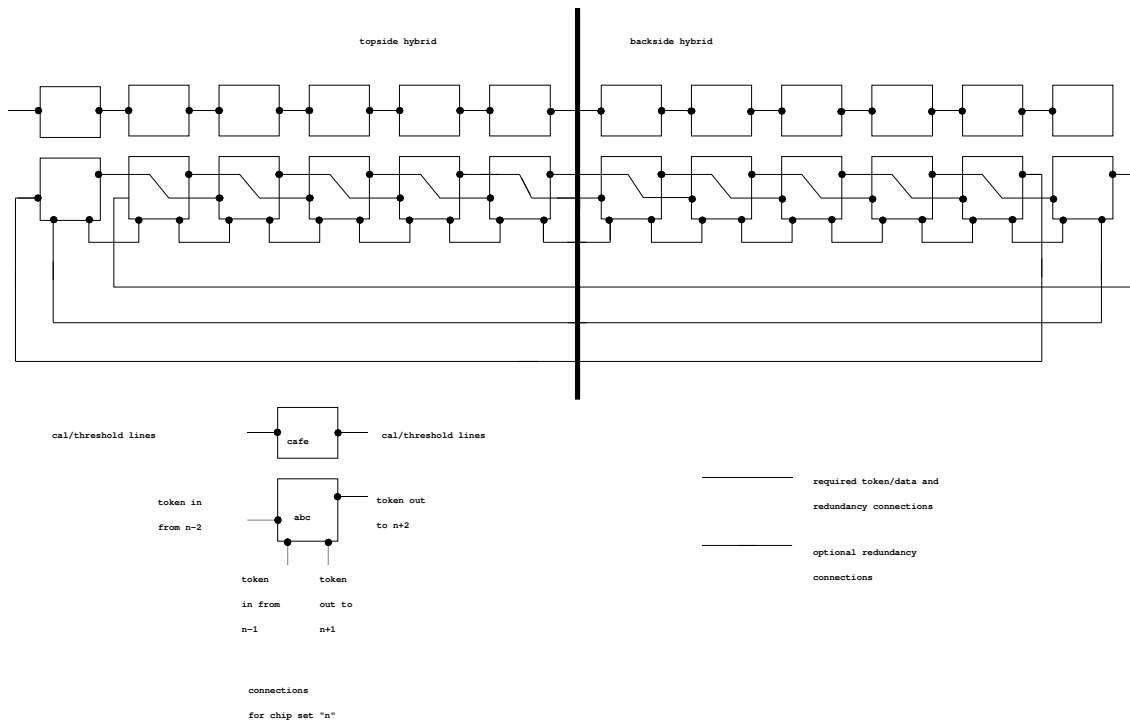 topside hybrid
backside hybrid
cafe
cal/threshold lines
cal/threshold lines
token in
from n-2
abc
token out
to n+2
token
in from
n-1
token
out to
n+1
required token/data and
redundancy connections
optional redundancy
connections
connections
for chip set "n"